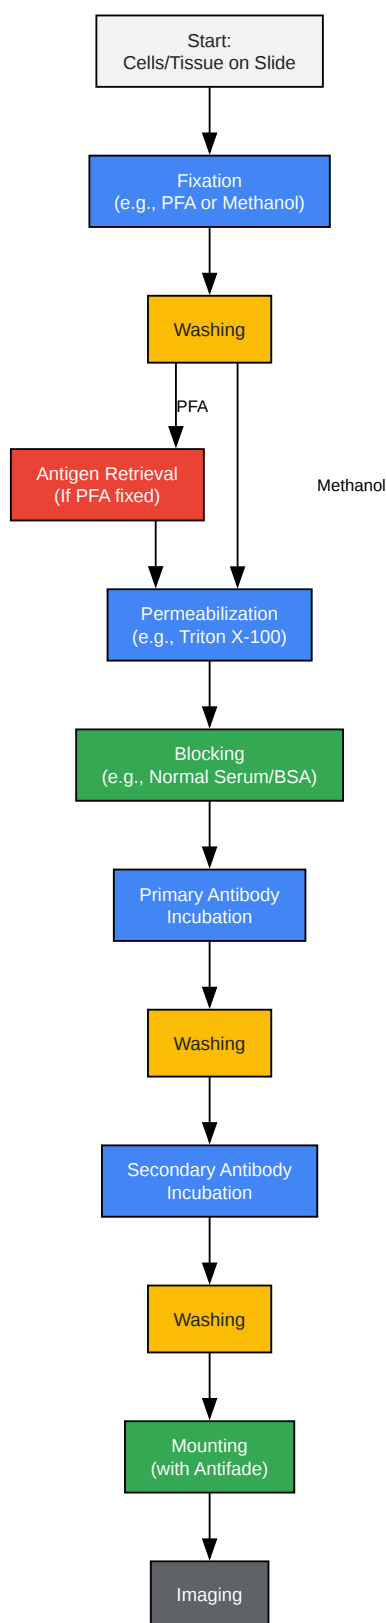 Start:
Cells/Tissue on Slide
Fixation
(e.g., PFA or Methanol)
Washing
PFA
Antigen Retrieval
(If PFA fixed)
Methanol
Permeabilization
(e.g., Triton X-100)
Blocking
(e.g., Normal Serum/BSA)
Primary Antibody
Incubation
Washing
Secondary Antibody
Incubation
Washing
Mounting
(with Antifade)
Imaging